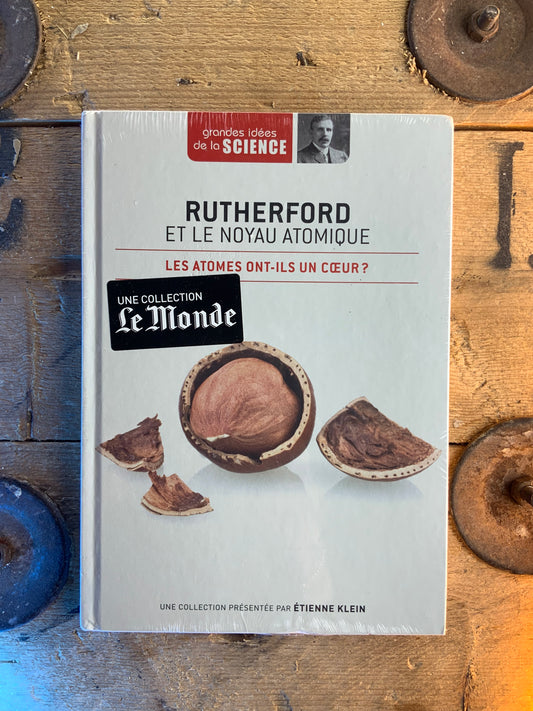 grandes idées
de la SCIENCE
RUTHERFORD
ET LE NOYAU ATOMIQUE
LES ATOMES ONT-ILS UN CŒUR ?
UNE COLLECTION
Le Monde
UNE COLLECTION PRÉSENTÉE PAR ÉTIENNE KLEIN